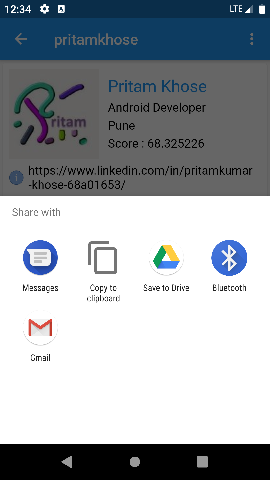 12:34
A
LTE
pritamkhose
Pritam
Pritam Khose
Android Developer
Pune
Score : 68.325226
https://www.linkedin.com/in/pritamkumar
-khose-68a01653/
Share with
Messages
Copy to
clipboard
Save to Drive
Bluetooth
Gmail